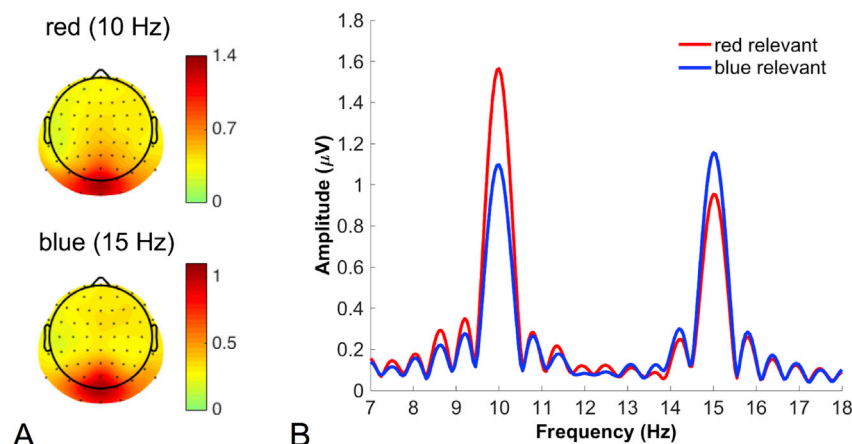 red (10 Hz)
1.4
0.7
0
blue (15 Hz)
1
0.5
0
A
1.8
1.6
1.4
1.2
1
0.8
0.6
0.4
0.2
0
Amplitude (μV)
red relevant
blue relevant
7 8 9 10 11 12 13 14 15 16 17 18
Frequency (Hz)
B